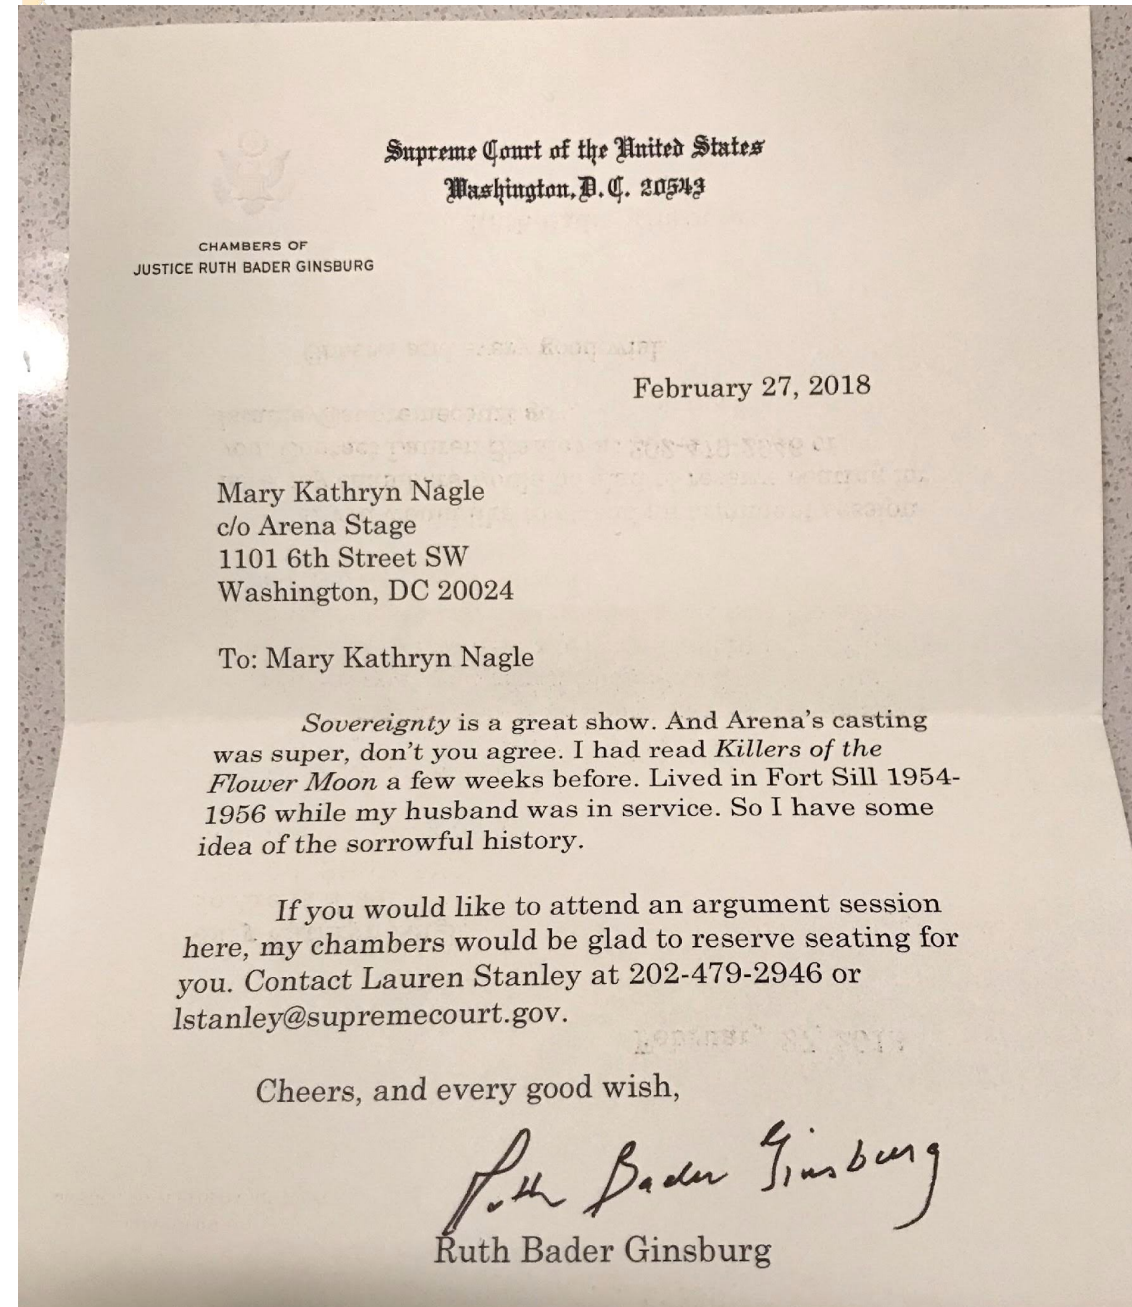 Supreme Court of the United States
Washington, D.C. 20543
CHAMBERS OF
JUSTICE RUTH BADER GINSBURG
February 27, 2018
Mary Kathryn Nagle
c/o Arena Stage
1101 6th Street SW
Washington, DC 20024
To: Mary Kathryn Nagle
Sovereignty is a great show. And Arena's casting
was super, don't you agree. I had read Killers of the
Flower Moon a few weeks before. Lived in Fort Sill 1954-
1956 while my husband was in service. So I have some
idea of the sorrowful history.
If you would like to attend an argument session
here, my chambers would be glad to reserve seating for
you. Contact Lauren Stanley at 202-479-2946 or
lstanley@supremecourt.gov.
Cheers, and every good wish,
Ruth Bader Ginsburg
Ruth Bader Ginsburg